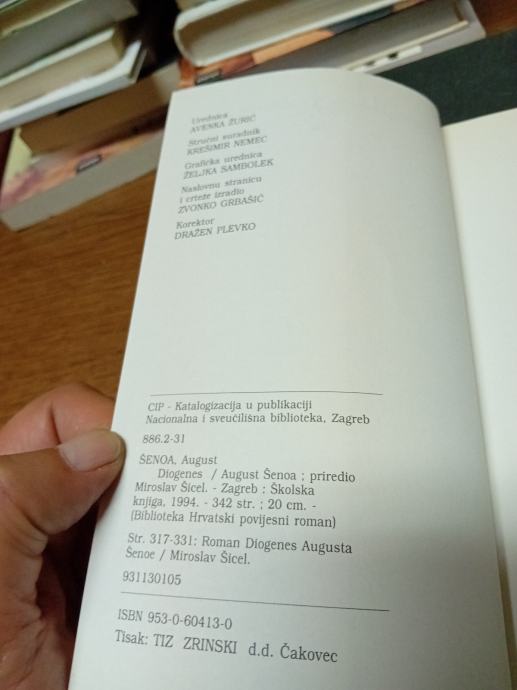 Urednica
AVENKA ŽURIĆ
Stručni suradnik
KREŠIMIR NEMEC
Grafička urednica
ŽELJKA SAMBOLEK
Naslovnu stranicu
i crteže izradio
ZVONKO GRBAŠIĆ
Korektor
DRAŽEN PLEVKO
CIP - Katalogizacija u publikaciji
Nacionalna i sveučilišna biblioteka, Zagreb
886.2-31
ŠENOA, August
Diogenes / August Šenoa ; priredio
Miroslav Šicel. - Zagreb : Školska
knjiga, 1994. - 342 str. ; 20 cm. -
(Biblioteka Hrvatski povijesni roman)
Str. 317-331: Roman Diogenes Augusta
Šenoe / Miroslav Šicel.
931130105
ISBN 953-0-60413-0
Tisak: TIZ ZRINSKI d.d. Čakovec